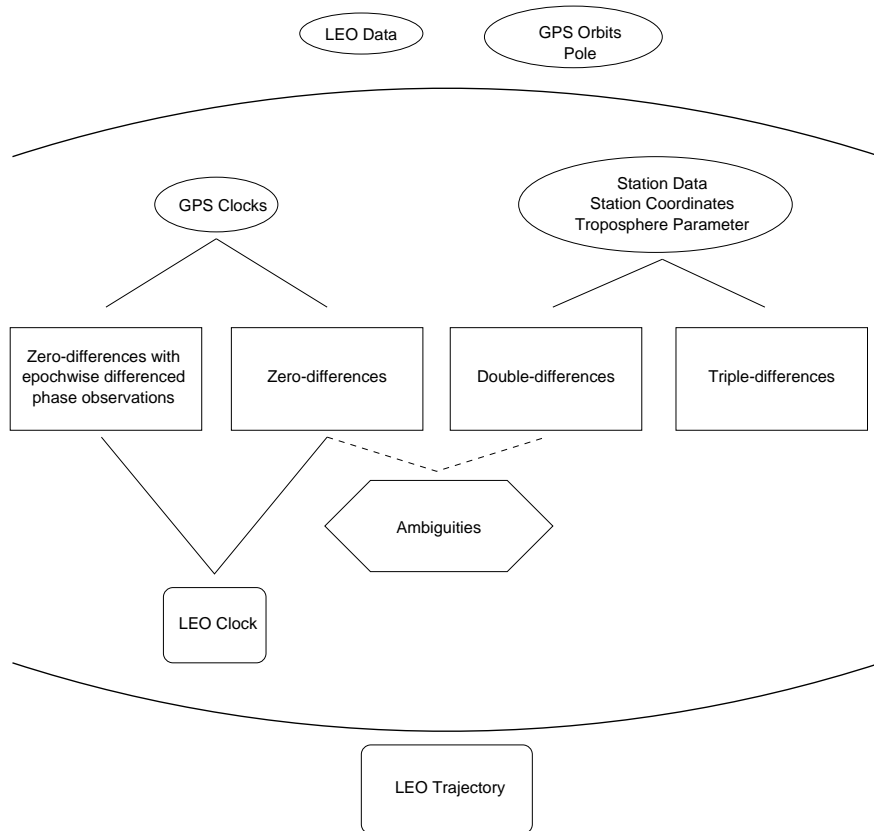 LEO Data
GPS Orbits
Pole
GPS Clocks
Station Data
Station Coordinates
Troposphere Parameter
Zero-differences with
epochwise differenced
phase observations
Zero-differences
Double-differences
Triple-differences
Ambiguities
LEO Clock
LEO Trajectory